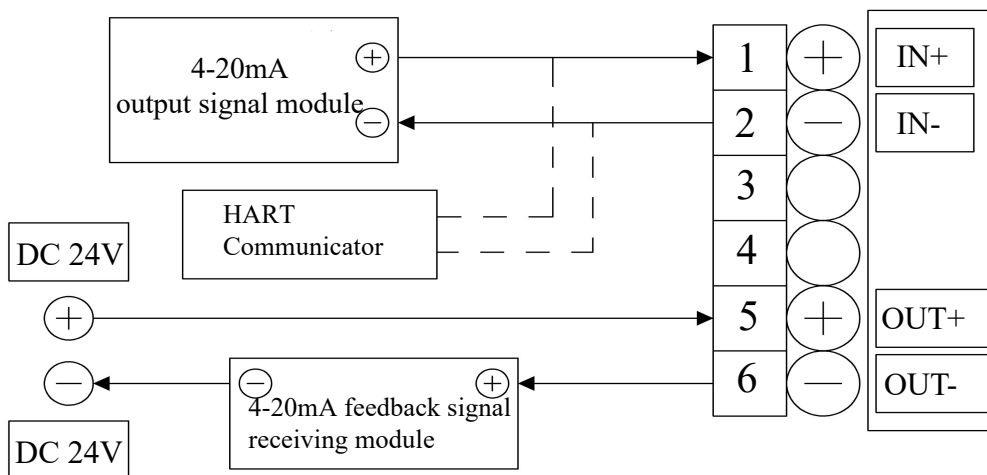 4-20mA
output signal module
+
−
1
+
IN+
2
−
IN-
3
HART
Communicator
4
DC 24V
+
5
+
OUT+
−
−
+
6
−
OUT-
4-20mA feedback signal
receiving module
DC 24V